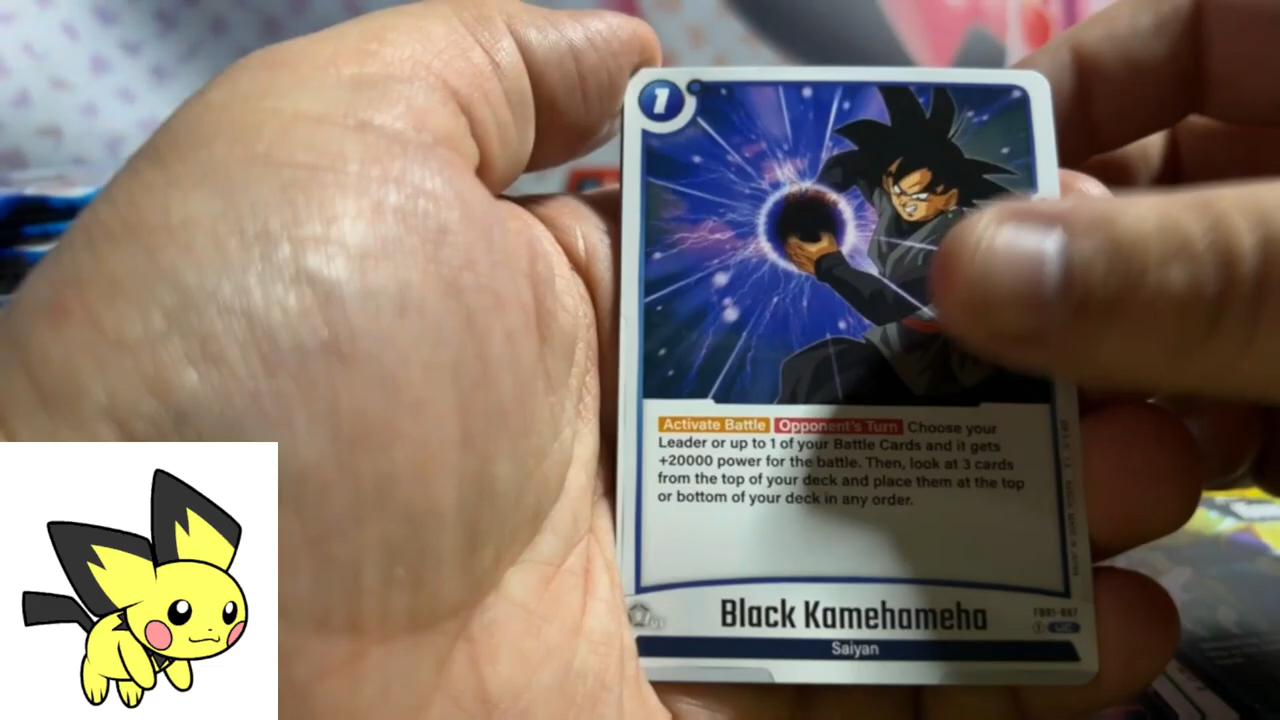 1
Activate Battle Opponent's Turn Choose your
Leader or up to 1 of your Battle Cards and it gets
+20000 power for the battle. Then, look at 3 cards
from the top of your deck and place them at the top
or bottom of your deck in any order.
Black Kamehameha
Saiyan